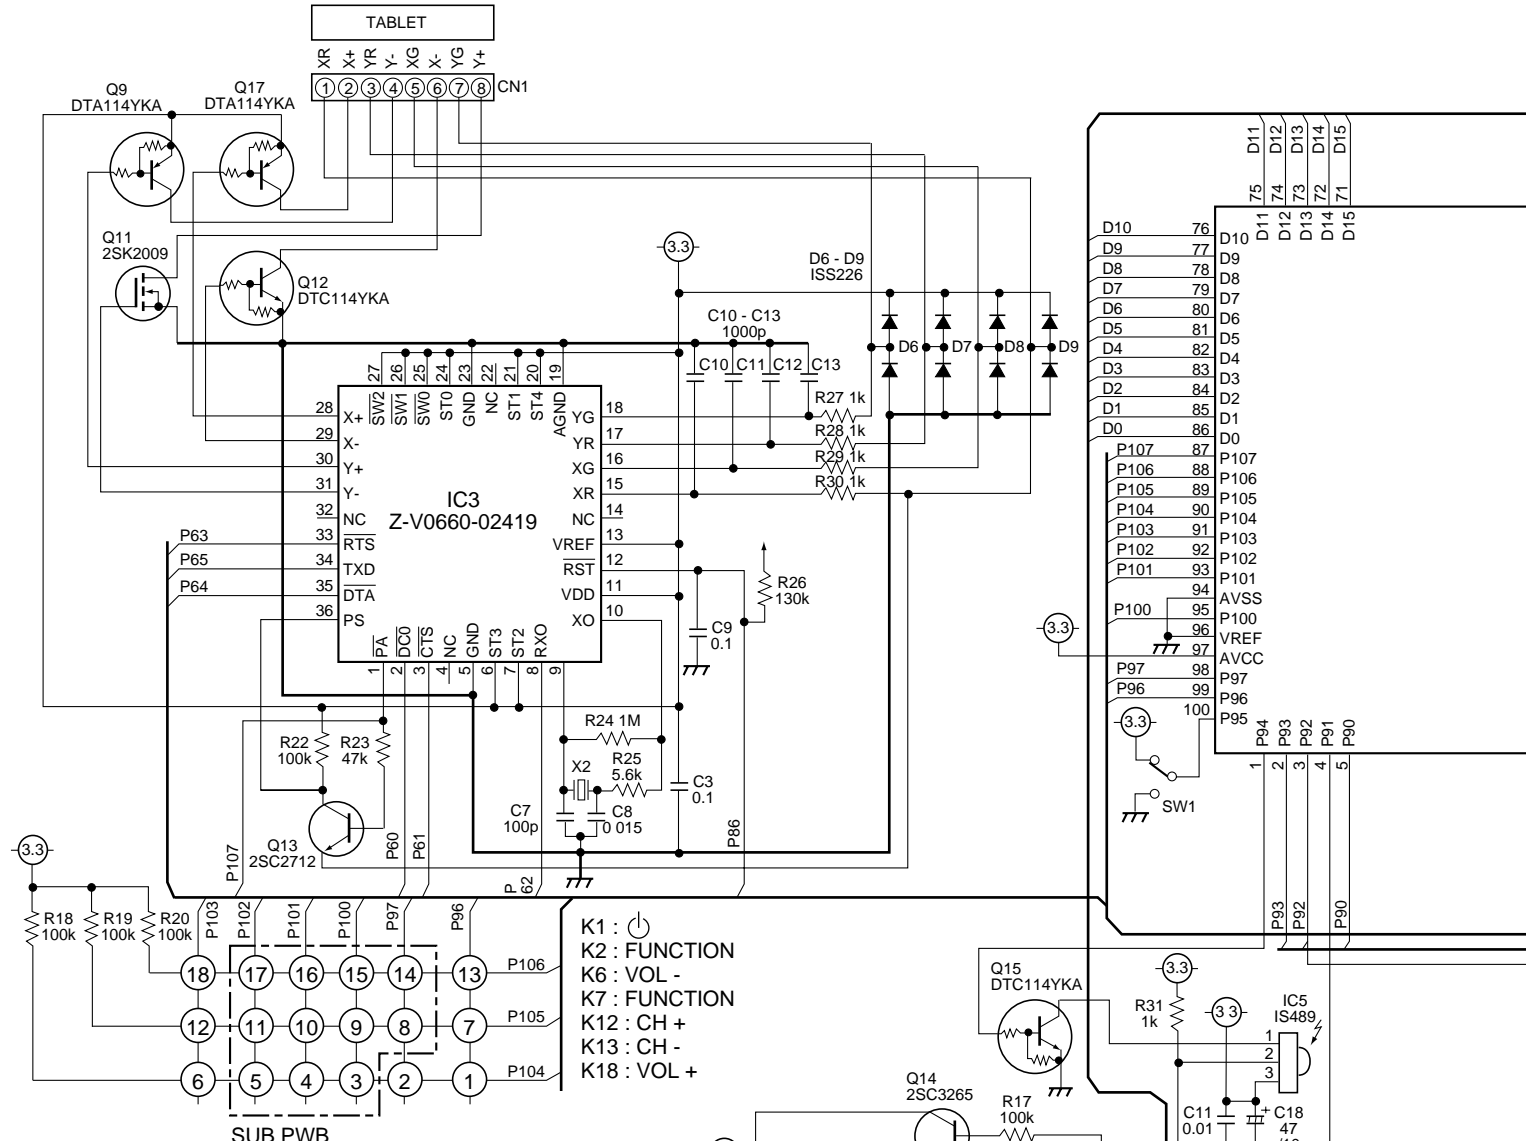 TABLET
XR X+ YR Y- XG X- YG Y+
1 2 3 4 5 6 7 8 CN1
Q9
DTA114YKA
Q17
DTA114YKA
Q11
2SK2009
Q12
DTC114YKA
3.3
D6 - D9
ISS226
C10 - C13
1000p
C10 C11 C12 C13
D6 D7 D8 D9
27 26 25 24 23 22 21 20 19
SW2 SW1 SW0 ST0 GND NC ST1 ST4 AGND
28 X+
29 X-
30 Y+
31 Y-
32 NC
P63 33 RTS
P65 34 TXD
P64 35 DTA
36 PS
IC3
Z-V0660-02419
YG 18 R27 1k
YR 17 R28 1k
XG 16 R29 1k
XR 15 R30 1k
NC 14
VREF 13
RST 12
VDD 11
XO 10
PA DC0 CTS NC GND ST3 ST2 RXO
1 2 3 4 5 6 7 8 9
R26
130k
C9
0.1
R22
100k
R23
47k
R24 1M
R25
5.6k
X2
C7
100p
C8
0 015
C3
0.1
Q13
2SC2712
P107 P60 P61 P
62 P86
3.3
R18
100k
R19
100k
R20
100k
P103 P102 P101 P100 P97 P96
18 17 16 15 14 13 P106
12 11 10 9 8 7 P105
6 5 4 3 2 1 P104
SUB PWB
K1 :
K2 : FUNCTION
K6 : VOL -
K7 : FUNCTION
K12 : CH +
K13 : CH -
K18 : VOL +
D11 D12 D13 D14 D15
75 74 73 72 71
D11 D12 D13 D14 D15
D10 76 D10
D9 77 D9
D8 78 D8
D7 79 D7
D6 80 D6
D5 81 D5
D4 82 D4
D3 83 D3
D2 84 D2
D1 85 D1
D0 86 D0
P107 87 P107
P106 88 P106
P105 89 P105
P104 90 P104
P103 91 P103
P102 92 P102
P101 93 P101
94 AVSS
P100 95 P100
96 VREF
3.3 97 AVCC
P97 98 P97
P96 99 P96
100 P95
3.3
SW1
P94 P93 P92 P91 P90
1 2 3 4 5
P93 P92 P90
Q15
DTC114YKA
3.3
R31
1k
3 3
IC5
IS489
1
2
3
Q14
2SC3265
R17
100k
C11
0.01
+ C18
47